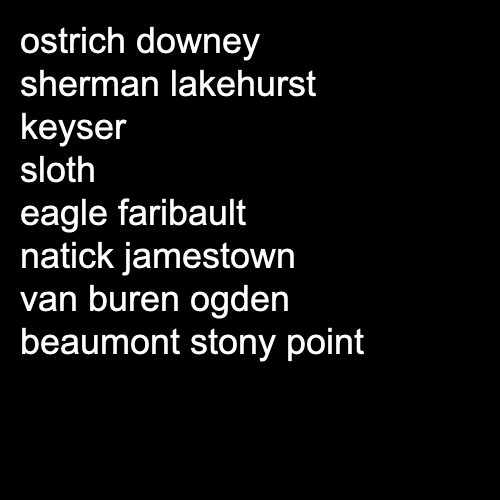 ostrich downey
sherman lakehurst
keyser
sloth
eagle faribault
natick jamestown
van buren ogden
beaumont stony point